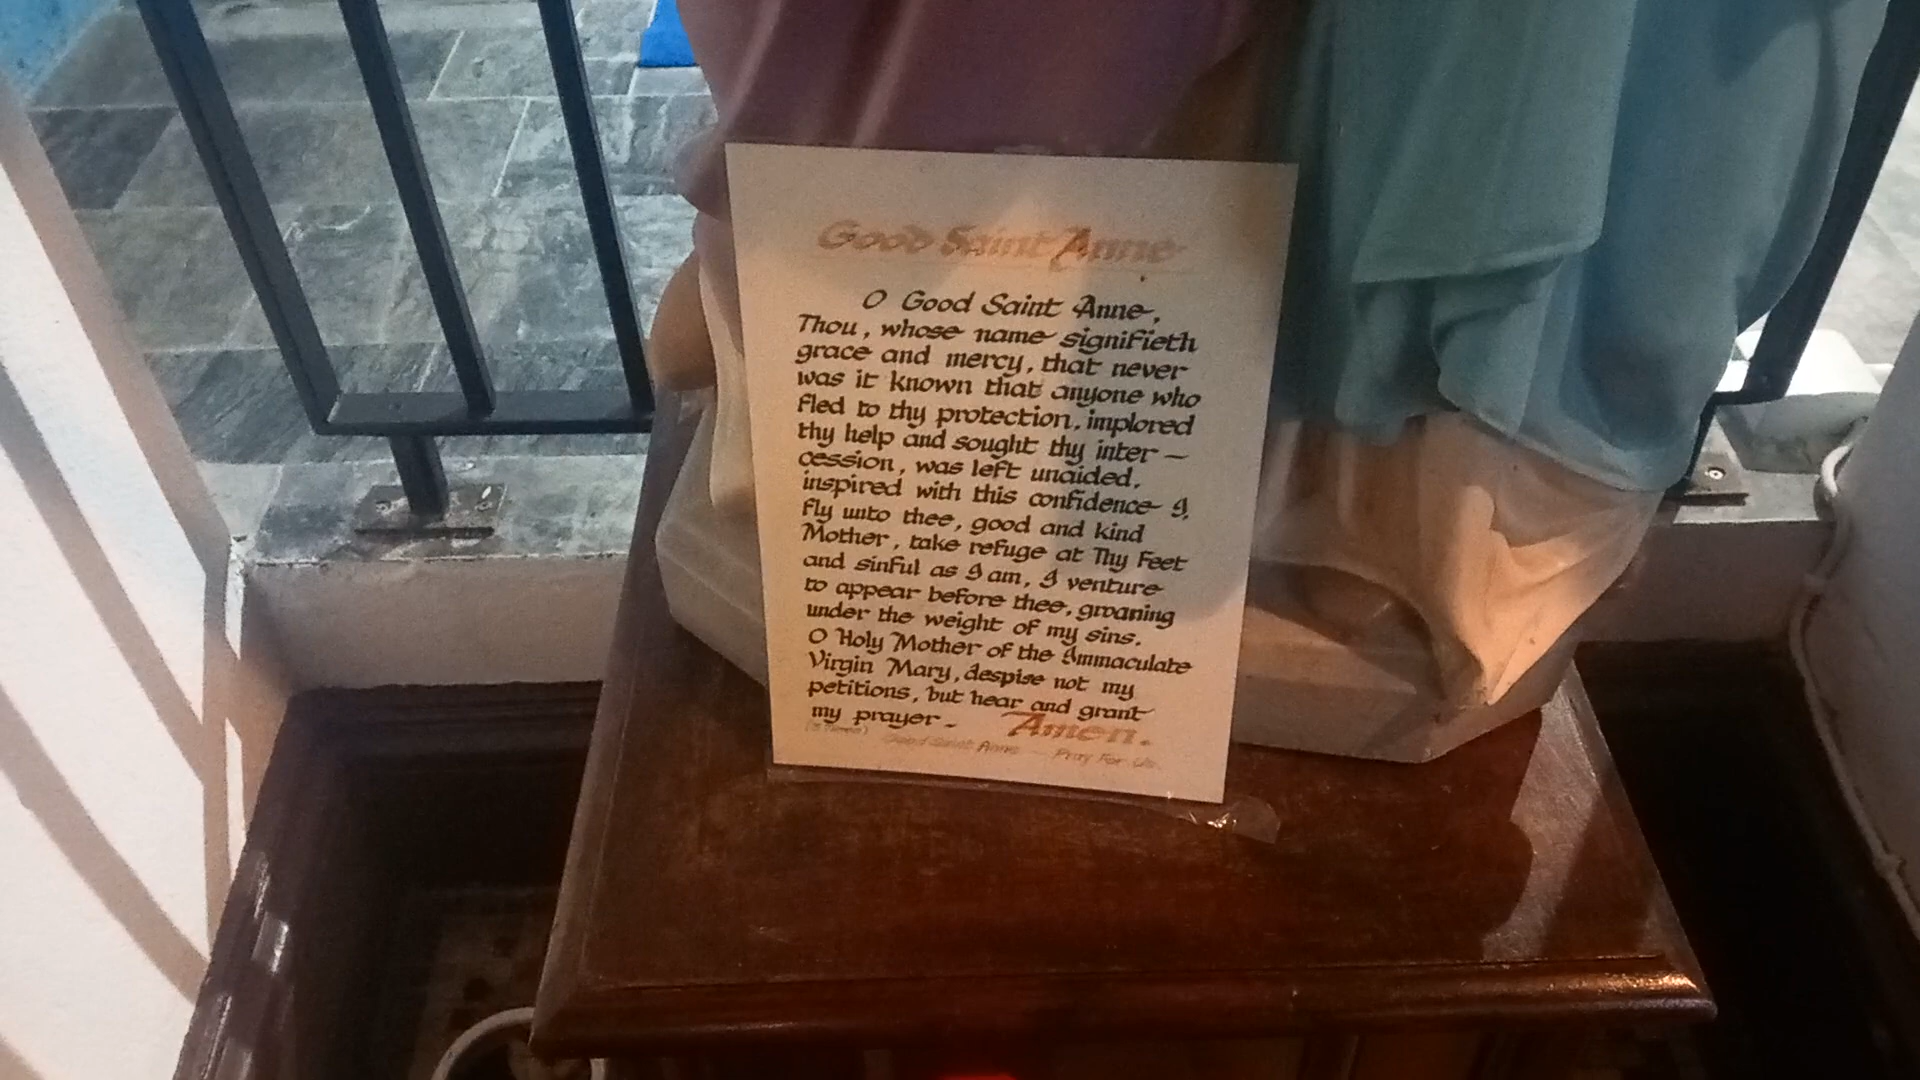 Good Saint Anne
O Good Saint Anne,
Thou, whose name signifieth
grace and mercy, that never
was it known that anyone who
fled to thy protection, implored
thy help and sought thy inter –
cession, was left unaided.
inspired with this confidence I,
fly unto thee, good and kind
Mother, take refuge at Thy Feet
and sinful as I am, I venture
to appear before thee, groaning
under the weight of my sins.
O Holy Mother of the Immaculate
Virgin Mary, despise not my
petitions, but hear and grant
my prayer – Amen.
Good Saint Anne – Pray For Us.